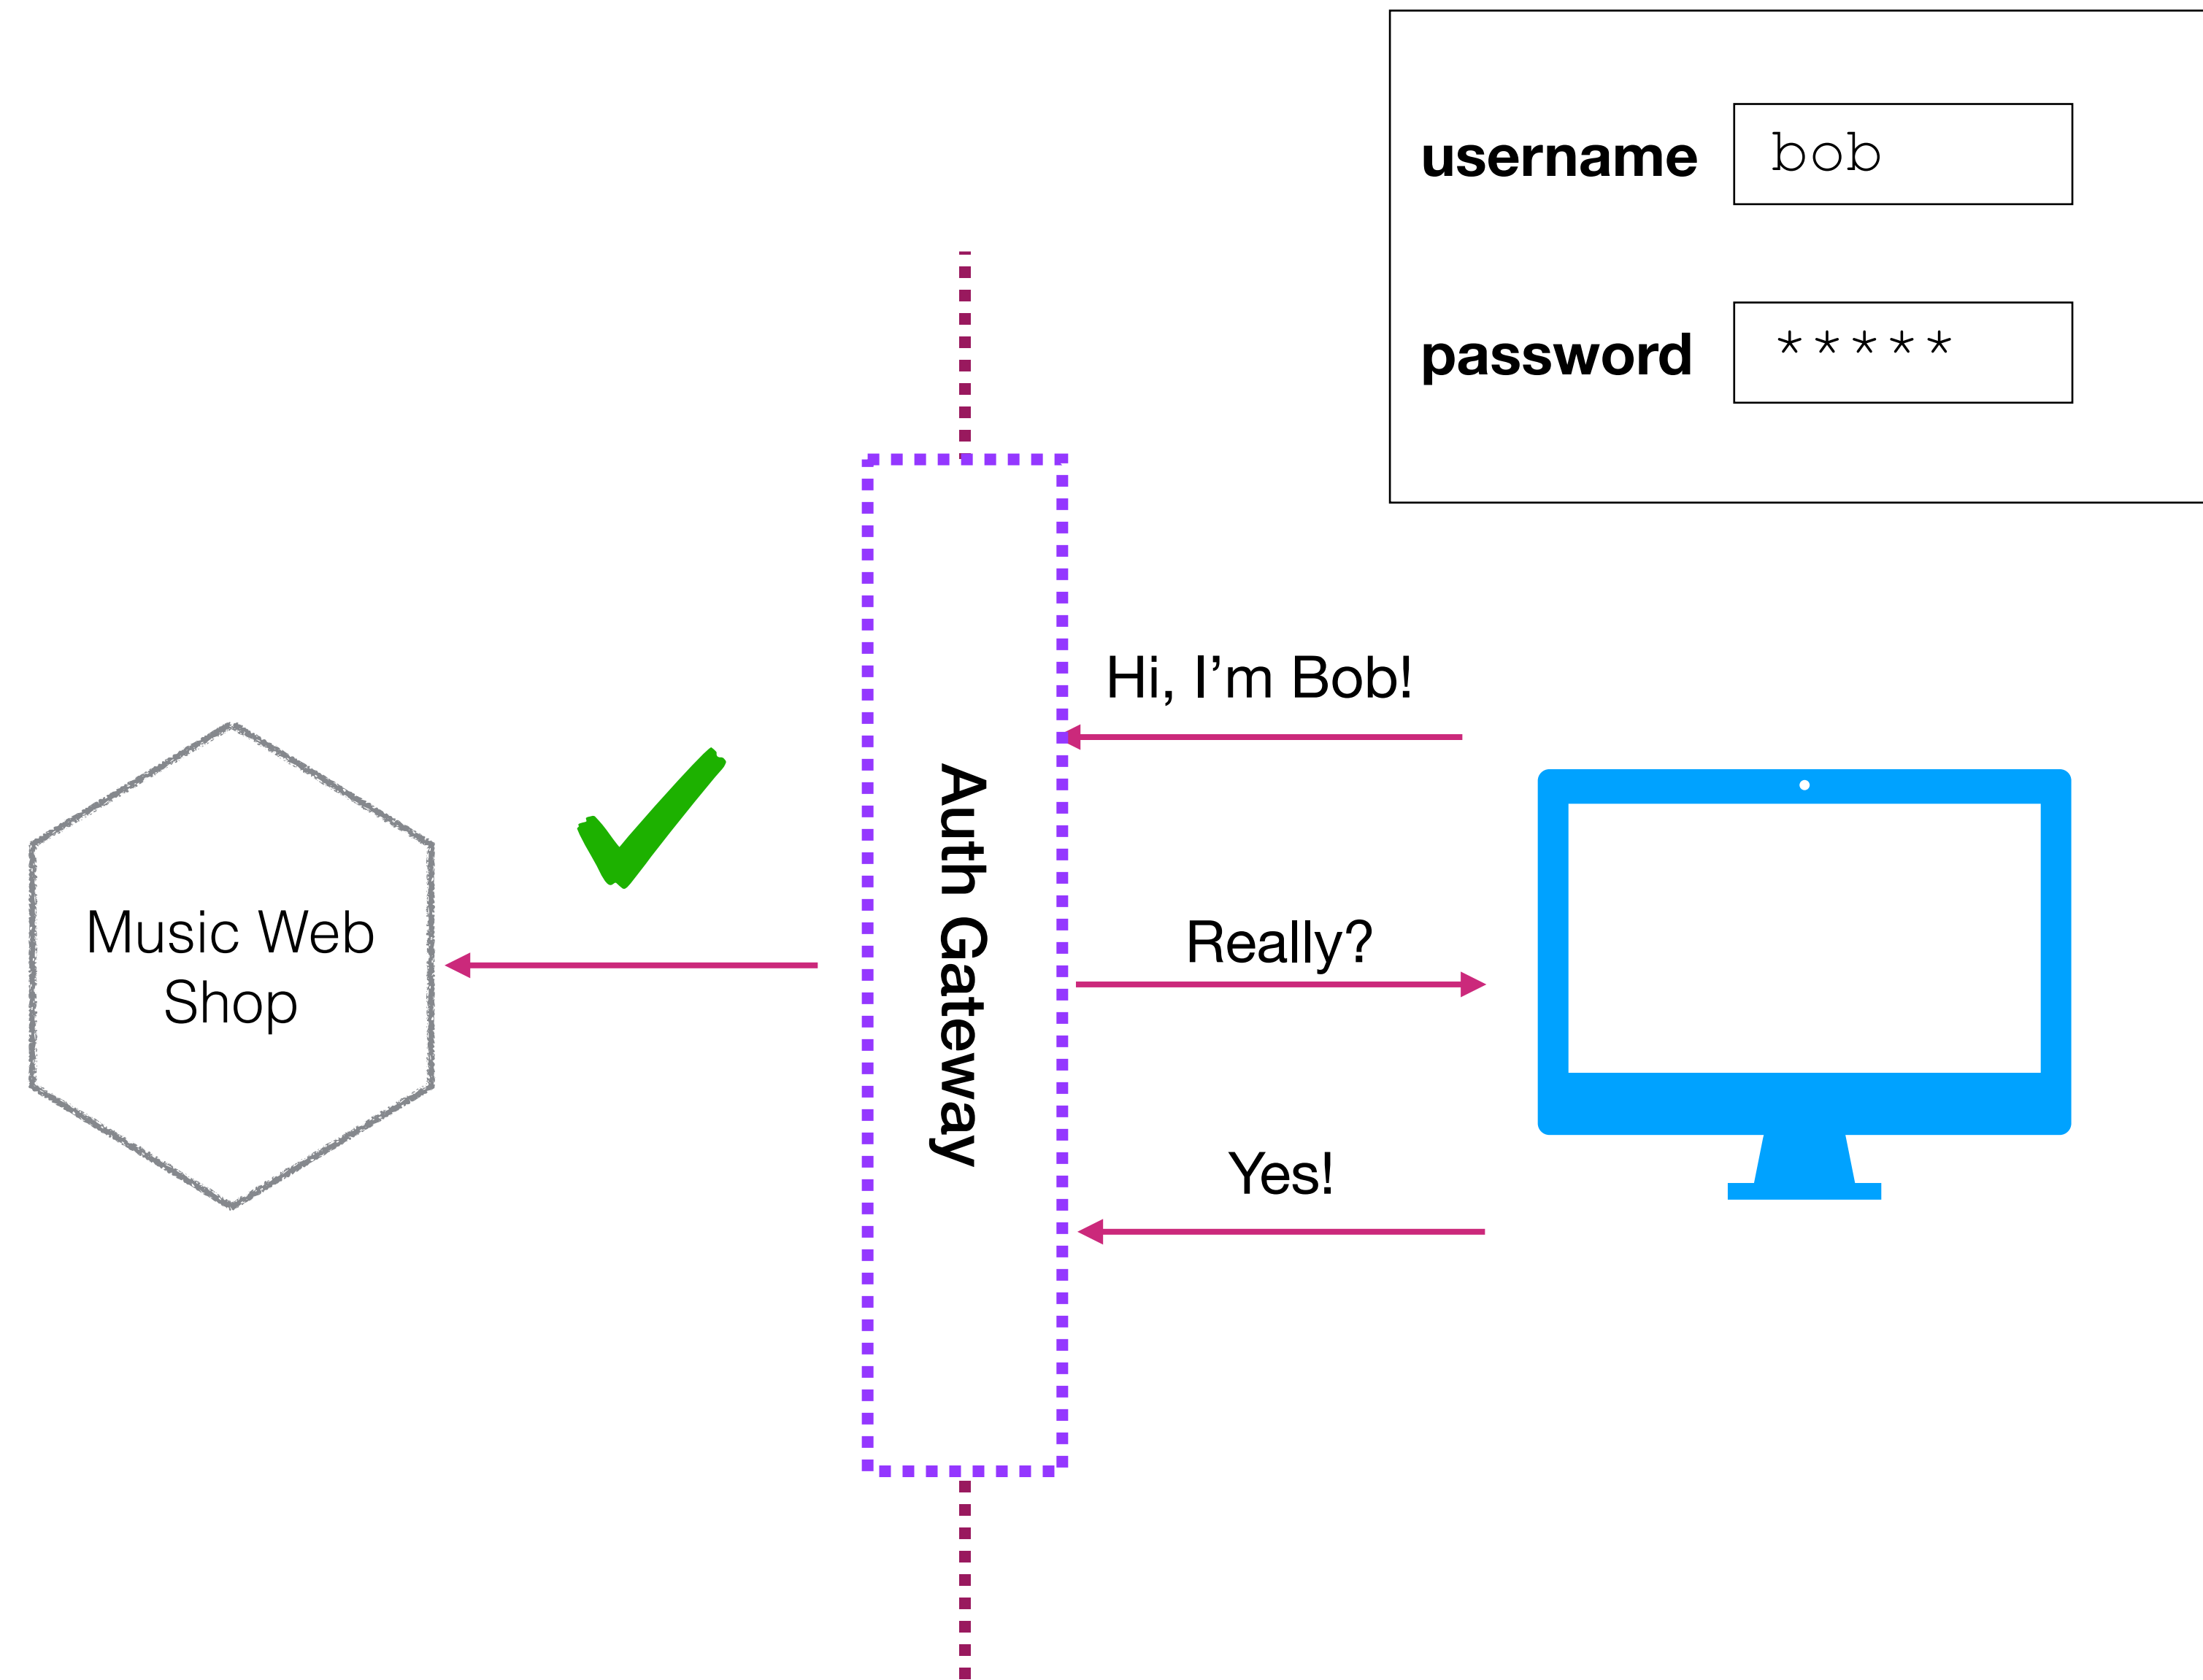 username bob
password *****
Hi, I’m Bob!
Auth Gateway
Music Web
Shop
Really?
Yes!